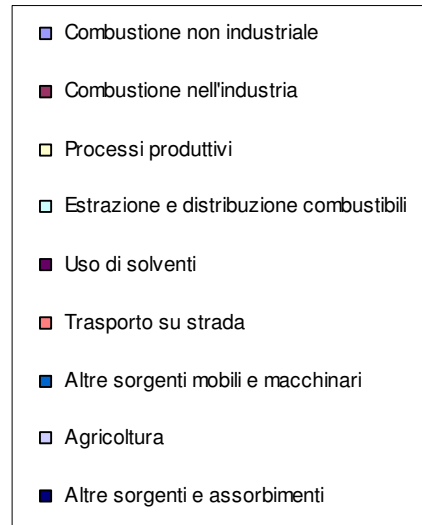 Combustione non industriale
Combustione nell'industria
Processi produttivi
Estrazione e distribuzione combustibili
Uso di solventi
Trasporto su strada
Altre sorgenti mobili e macchinari
Agricoltura
Altre sorgenti e assorbimenti